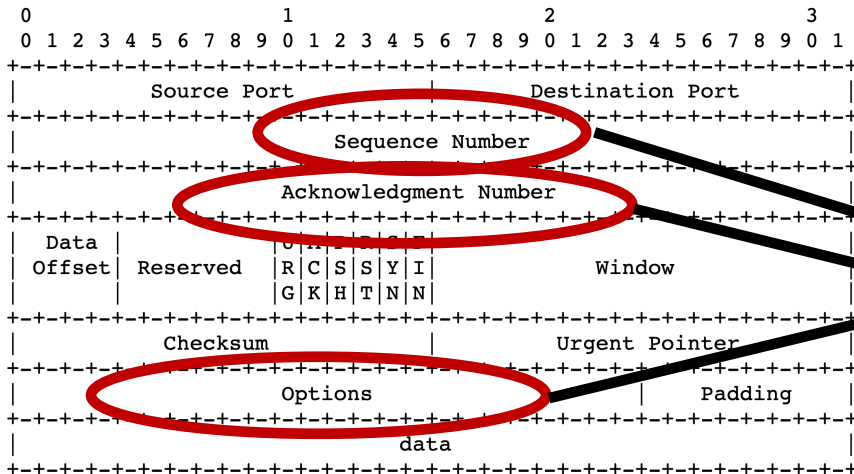 0 1 2 3
0 1 2 3 4 5 6 7 8 9 0 1 2 3 4 5 6 7 8 9 0 1 2 3 4 5 6 7 8 9 0 1
+-+-+-+-+-+-+-+-+-+-+-+-+-+-+-+-+-+-+-+-+-+-+-+-+-+-+-+-+-+-+-+-+
| Source Port | Destination Port |
+-+-+-+-+-+-+-+-+-+-+-+-+-+-+-+-+-+-+-+-+-+-+-+-+-+-+-+-+-+-+-+-+
| Sequence Number |
+-+-+-+-+-+-+-+-+-+-+-+-+-+-+-+-+-+-+-+-+-+-+-+-+-+-+-+-+-+-+-+-+
| Acknowledgment Number |
+-+-+-+-+-+-+-+-+-+-+-+-+-+-+-+-+-+-+-+-+-+-+-+-+-+-+-+-+-+-+-+-+
| Data | |
| Offset| Reserved |R|C|S|S|Y|I| Window |
| | |G|K|H|T|N|N| |
+-+-+-+-+-+-+-+-+-+-+-+-+-+-+-+-+-+-+-+-+-+-+-+-+-+-+-+-+-+-+-+-+
| Checksum | Urgent Pointer |
+-+-+-+-+-+-+-+-+-+-+-+-+-+-+-+-+-+-+-+-+-+-+-+-+-+-+-+-+-+-+-+-+
| Options | Padding |
+-+-+-+-+-+-+-+-+-+-+-+-+-+-+-+-+-+-+-+-+-+-+-+-+-+-+-+-+-+-+-+-+
| data |
+-+-+-+-+-+-+-+-+-+-+-+-+-+-+-+-+-+-+-+-+-+-+-+-+-+-+-+-+-+-+-+-+